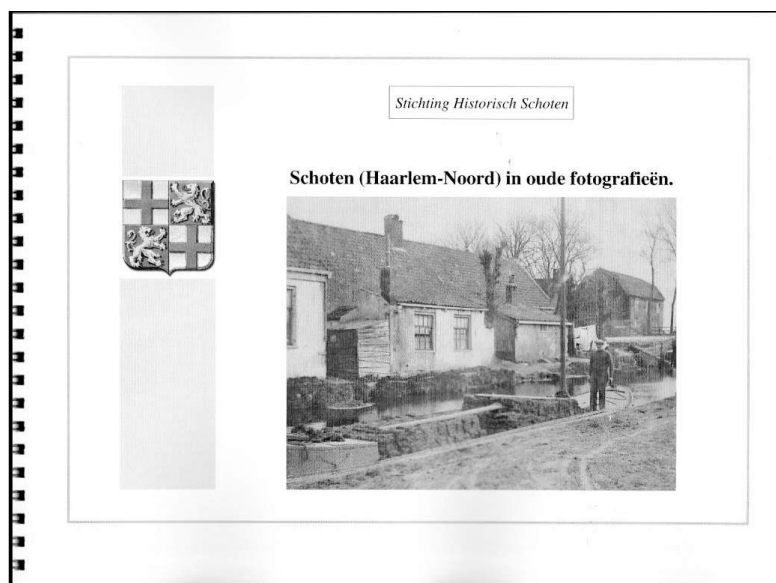 Stichting Historisch Schoten
Schoten (Haarlem-Noord) in oude fotografieën.